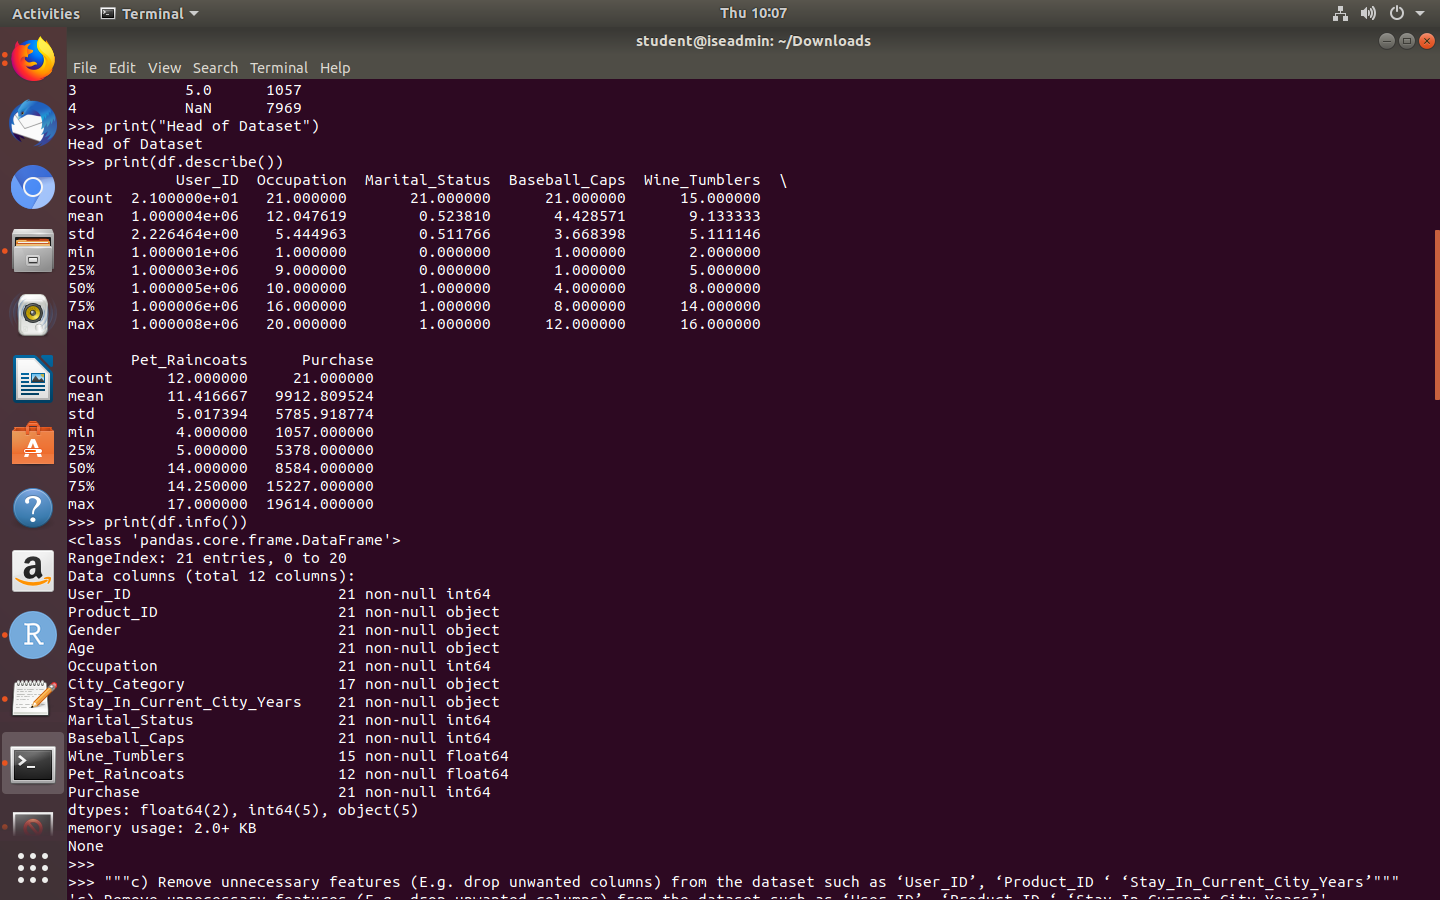 Activities Terminal Thu 10:07
student@iseadmin: ~/Downloads
File Edit View Search Terminal Help
3            5.0      1057
4            NaN      7969
>>> print("Head of Dataset")
Head of Dataset
>>> print(df.describe())
            User_ID  Occupation  Marital_Status  Baseball_Caps  Wine_Tumblers  \
count  2.100000e+01   21.000000       21.000000      21.000000      15.000000
mean   1.000004e+06   12.047619        0.523810       4.428571       9.133333
std    2.226464e+00    5.444963        0.511766       3.668398       5.111146
min    1.000001e+06    1.000000        0.000000       1.000000       2.000000
25%    1.000003e+06    9.000000        0.000000       1.000000       5.000000
50%    1.000005e+06   10.000000        1.000000       4.000000       8.000000
75%    1.000006e+06   16.000000        1.000000       8.000000      14.000000
max    1.000008e+06   20.000000        1.000000      12.000000      16.000000
       Pet_Raincoats      Purchase
count      12.000000     21.000000
mean       11.416667   9912.809524
std         5.017394   5785.918774
min         4.000000   1057.000000
25%         5.000000   5378.000000
50%        14.000000   8584.000000
75%        14.250000  15227.000000
max        17.000000  19614.000000
>>> print(df.info())
<class 'pandas.core.frame.DataFrame'>
RangeIndex: 21 entries, 0 to 20
Data columns (total 12 columns):
User_ID                       21 non-null int64
Product_ID                    21 non-null object
Gender                        21 non-null object
Age                           21 non-null object
Occupation                    21 non-null int64
City_Category                 17 non-null object
Stay_In_Current_City_Years    21 non-null object
Marital_Status                21 non-null int64
Baseball_Caps                 21 non-null int64
Wine_Tumblers                 15 non-null float64
Pet_Raincoats                 12 non-null float64
Purchase                      21 non-null int64
dtypes: float64(2), int64(5), object(5)
memory usage: 2.0+ KB
None
>>>
>>> """c) Remove unnecessary features (E.g. drop unwanted columns) from the dataset such as ‘User_ID’, ‘Product_ID ‘ ‘Stay_In_Current_City_Years’"""
'c) Remove unnecessary features (E.g. drop unwanted columns) from the dataset such as ‘User_ID’, ‘Product_ID ‘ ‘Stay_In_Current_City_Years’'